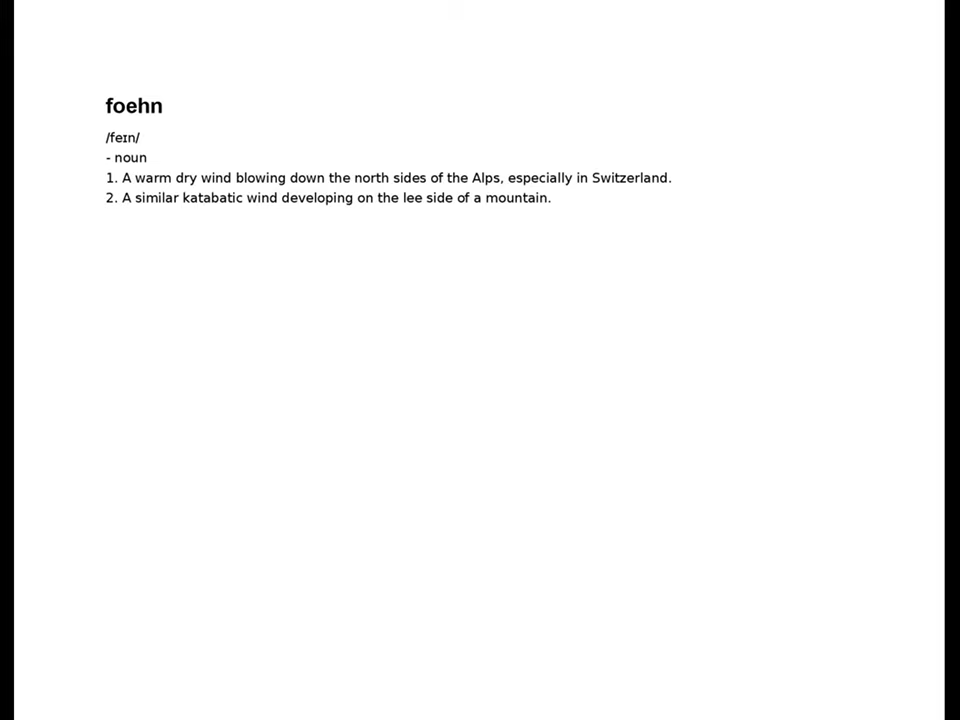 foehn
/feɪn/
- noun
1. A warm dry wind blowing down the north sides of the Alps, especially in Switzerland.
2. A similar katabatic wind developing on the lee side of a mountain.